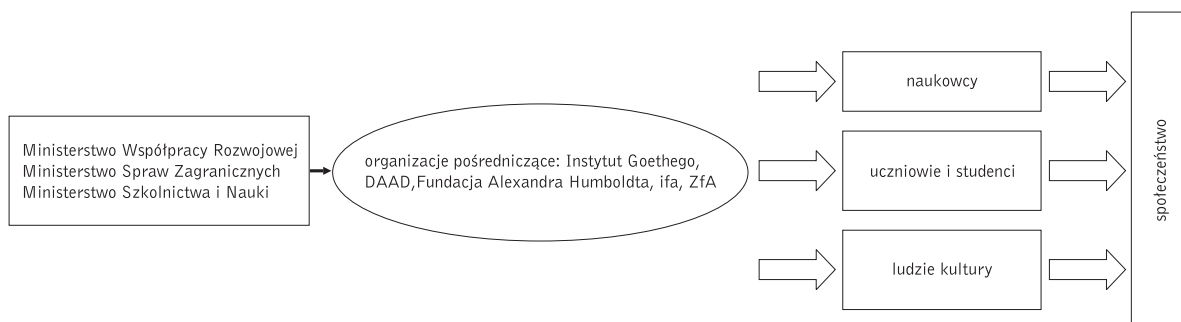 Ministerstwo Współpracy Rozwojowej
Ministerstwo Spraw Zagranicznych
Ministerstwo Szkolnictwa i Nauki
organizacje pośredniczące: Instytut Goethego,
DAAD,Fundacja Alexandra Humboldta, ifa, ZfA
naukowcy
uczniowie i studenci
ludzie kultury
społeczeństwo